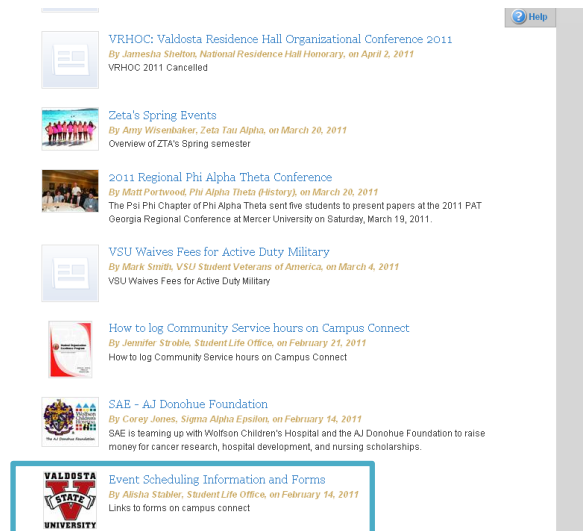 Help
VRHOC: Valdosta Residence Hall Organizational Conference 2011
By Jamesha Shelton, National Residence Hall Honorary, on April 2, 2011
VRHOC 2011 Cancelled
Zeta's Spring Events
By Amy Wisenbaker, Zeta Tau Alpha, on March 20, 2011
Overview of ZTA's Spring semester
2011 Regional Phi Alpha Theta Conference
By Matt Portwood, Phi Alpha Theta (History), on March 20, 2011
The Psi Phi Chapter of Phi Alpha Theta sent five students to present papers at the 2011 PAT
Georgia Regional Conference at Mercer University on Saturday, March 19, 2011.
VSU Waives Fees for Active Duty Military
By Mark Smith, VSU Student Veterans of America, on March 4, 2011
VSU Waives Fees for Active Duty Military
How to log Community Service hours on Campus Connect
By Jennifer Stroble, Student Life Office, on February 21, 2011
How to log Community Service hours on Campus Connect
SAE - AJ Donohue Foundation
By Corey Jones, Sigma Alpha Epsilon, on February 14, 2011
SAE is teaming up with Wolfson Children's Hospital and the AJ Donohue Foundation to raise
money for cancer research, hospital development, and nursing scholarships.
VALDOSTA
STATE
UNIVERSITY
Event Scheduling Information and Forms
By Alisha Stabler, Student Life Office, on February 14, 2011
Links to forms on campus connect